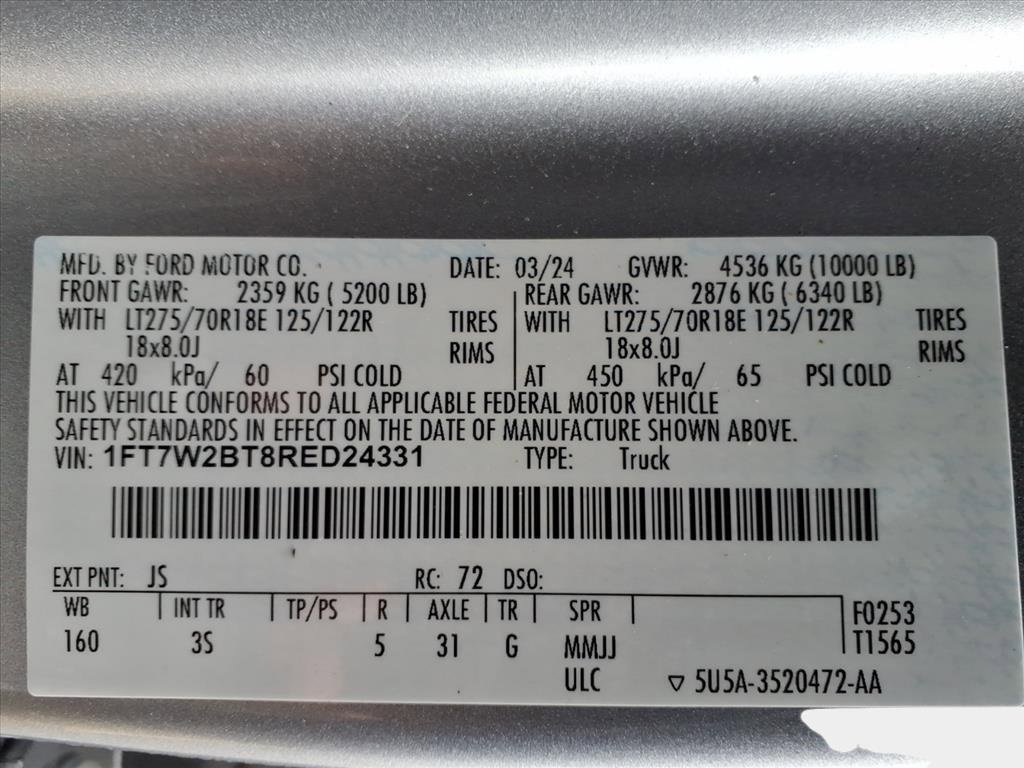 MFD. BY FORD MOTOR CO. DATE: 03/24 GVWR: 4536 KG (10000 LB)
FRONT GAWR: 2359 KG ( 5200 LB) REAR GAWR: 2876 KG ( 6340 LB)
WITH LT275/70R18E 125/122R TIRES WITH LT275/70R18E 125/122R TIRES
18x8.0J RIMS 18x8.0J RIMS
AT 420 kPa/ 60 PSI COLD AT 450 kPa/ 65 PSI COLD
THIS VEHICLE CONFORMS TO ALL APPLICABLE FEDERAL MOTOR VEHICLE
SAFETY STANDARDS IN EFFECT ON THE DATE OF MANUFACTURE SHOWN ABOVE.
VIN: 1FT7W2BT8RED24331 TYPE: Truck
EXT PNT: JS RC: 72 DSO:
WB INT TR TP/PS R AXLE TR SPR F0253
160 3S 5 31 G MMJJ T1565
ULC ▽ 5U5A-3520472-AA